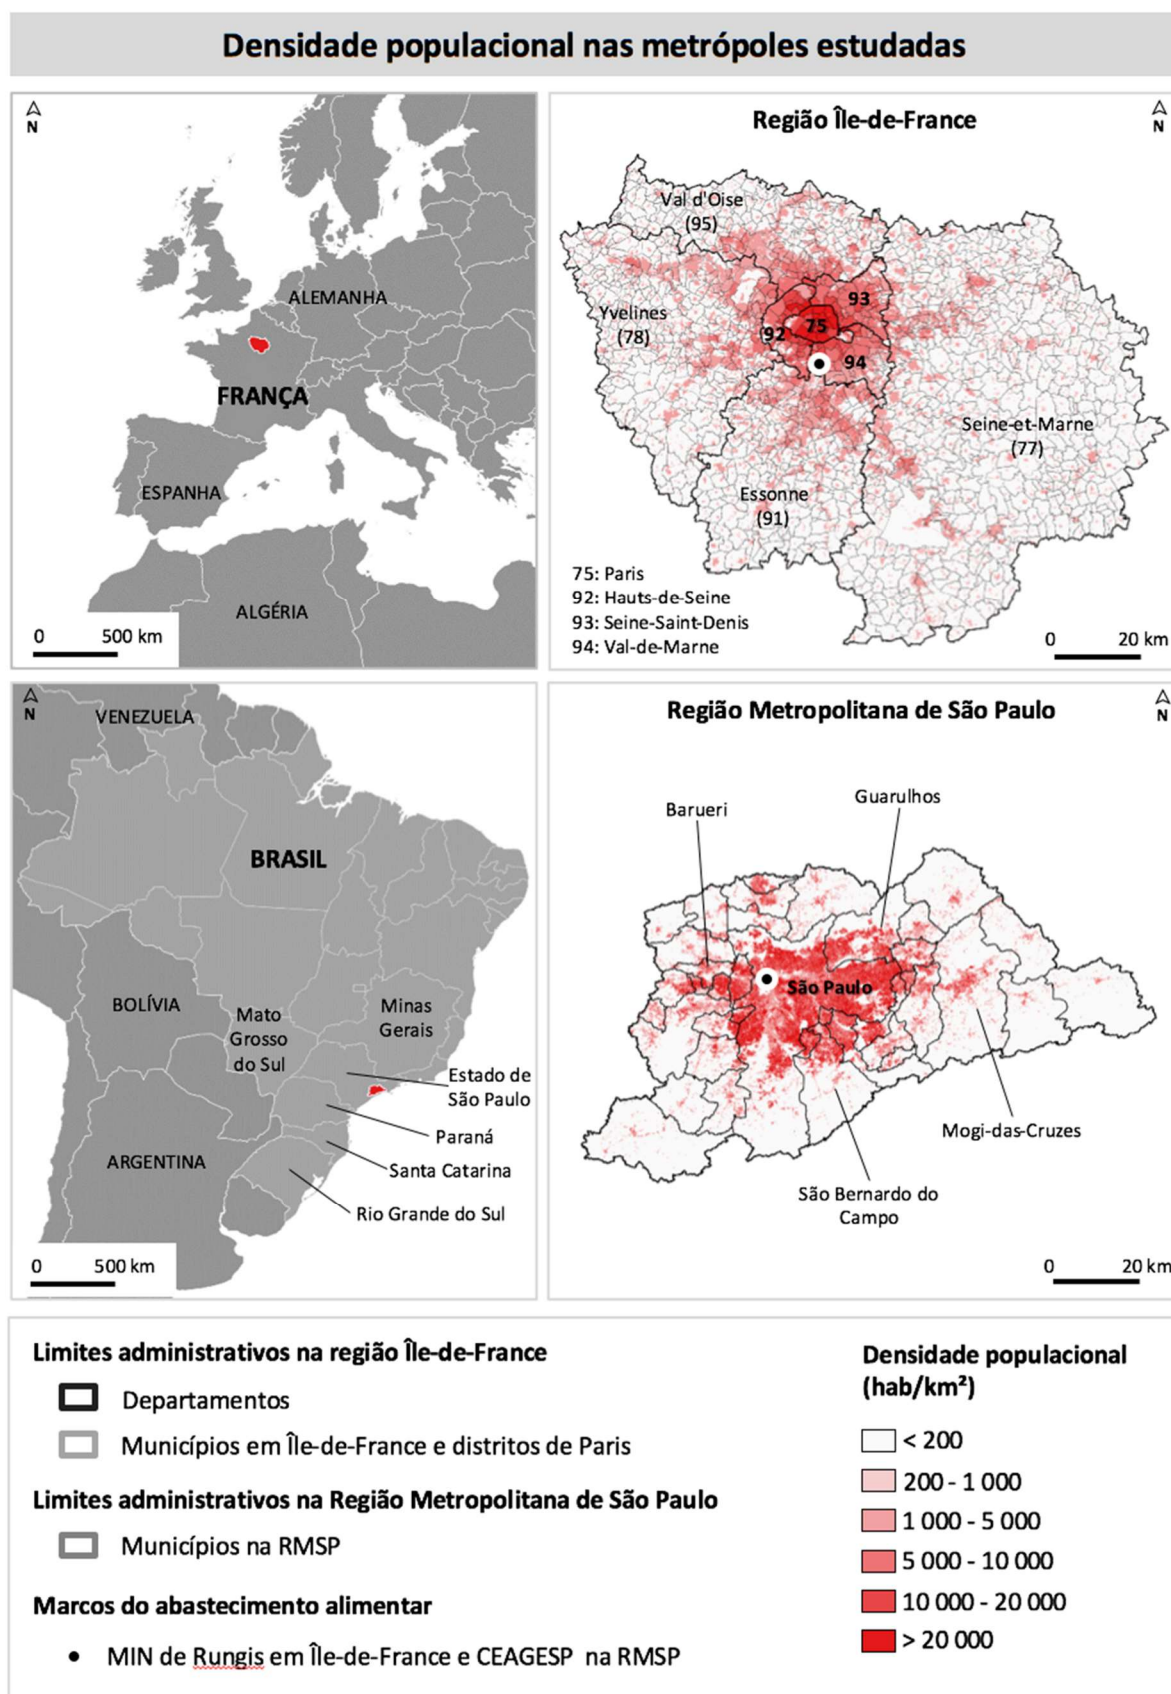 Densidade populacional nas metrópoles estudadas
N
ALEMANHA
FRANÇA
ESPANHA
ALGÉRIA
0 500 km
Região Île-de-France
N
Val d'Oise
(95)
Yvelines
(78)
93
75
92
94
Seine-et-Marne
(77)
Essonne
(91)
75: Paris
92: Hauts-de-Seine
93: Seine-Saint-Denis
94: Val-de-Marne
0 20 km
N
VENEZUELA
BRASIL
BOLÍVIA
Mato
Grosso
do Sul
Minas
Gerais
Estado de
São Paulo
Paraná
ARGENTINA
Santa Catarina
Rio Grande do Sul
0 500 km
Região Metropolitana de São Paulo
N
Barueri
Guarulhos
São Paulo
Mogi-das-Cruzes
São Bernardo do
Campo
0 20 km
Limites administrativos na região Île-de-France
Departamentos
Municípios em Île-de-France e distritos de Paris
Limites administrativos na Região Metropolitana de São Paulo
Municípios na RMSP
Marcos do abastecimento alimentar
MIN de Rungis em Île-de-France e CEAGESP na RMSP
Densidade populacional
(hab/km²)
< 200
200 - 1 000
1 000 - 5 000
5 000 - 10 000
10 000 - 20 000
> 20 000